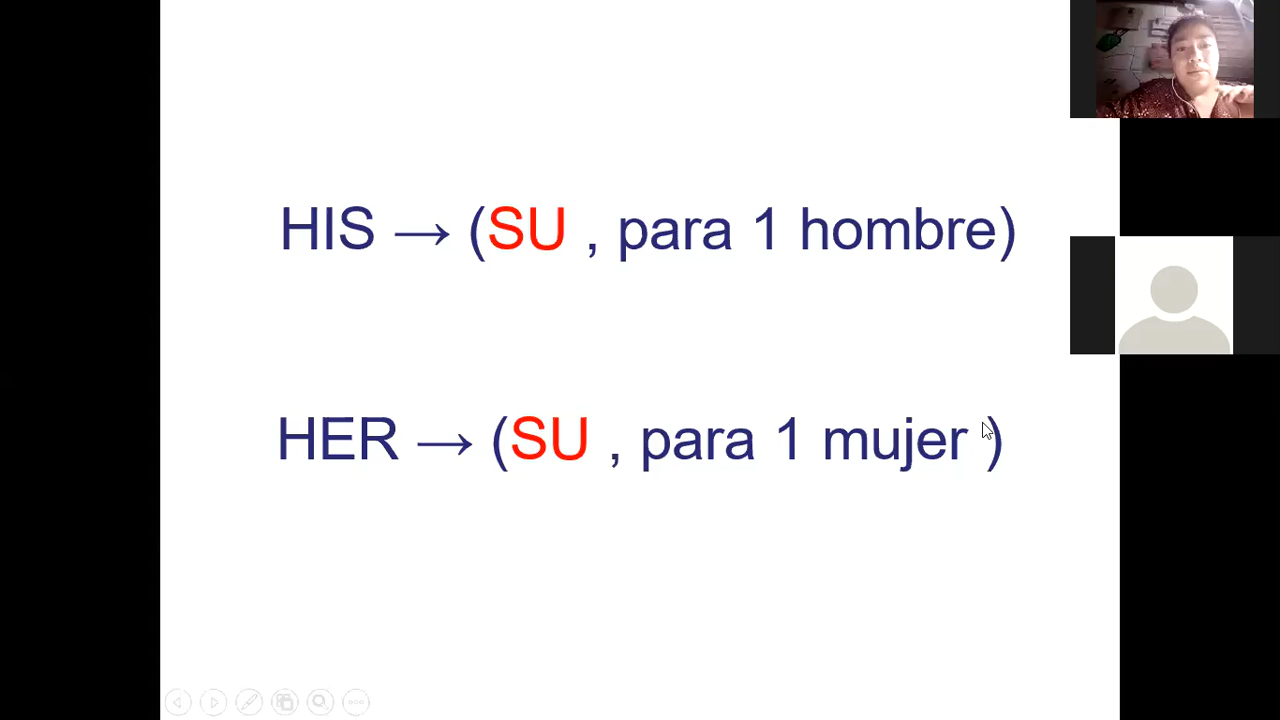 HIS → (SU , para 1 hombre)
HER → (SU , para 1 mujer )